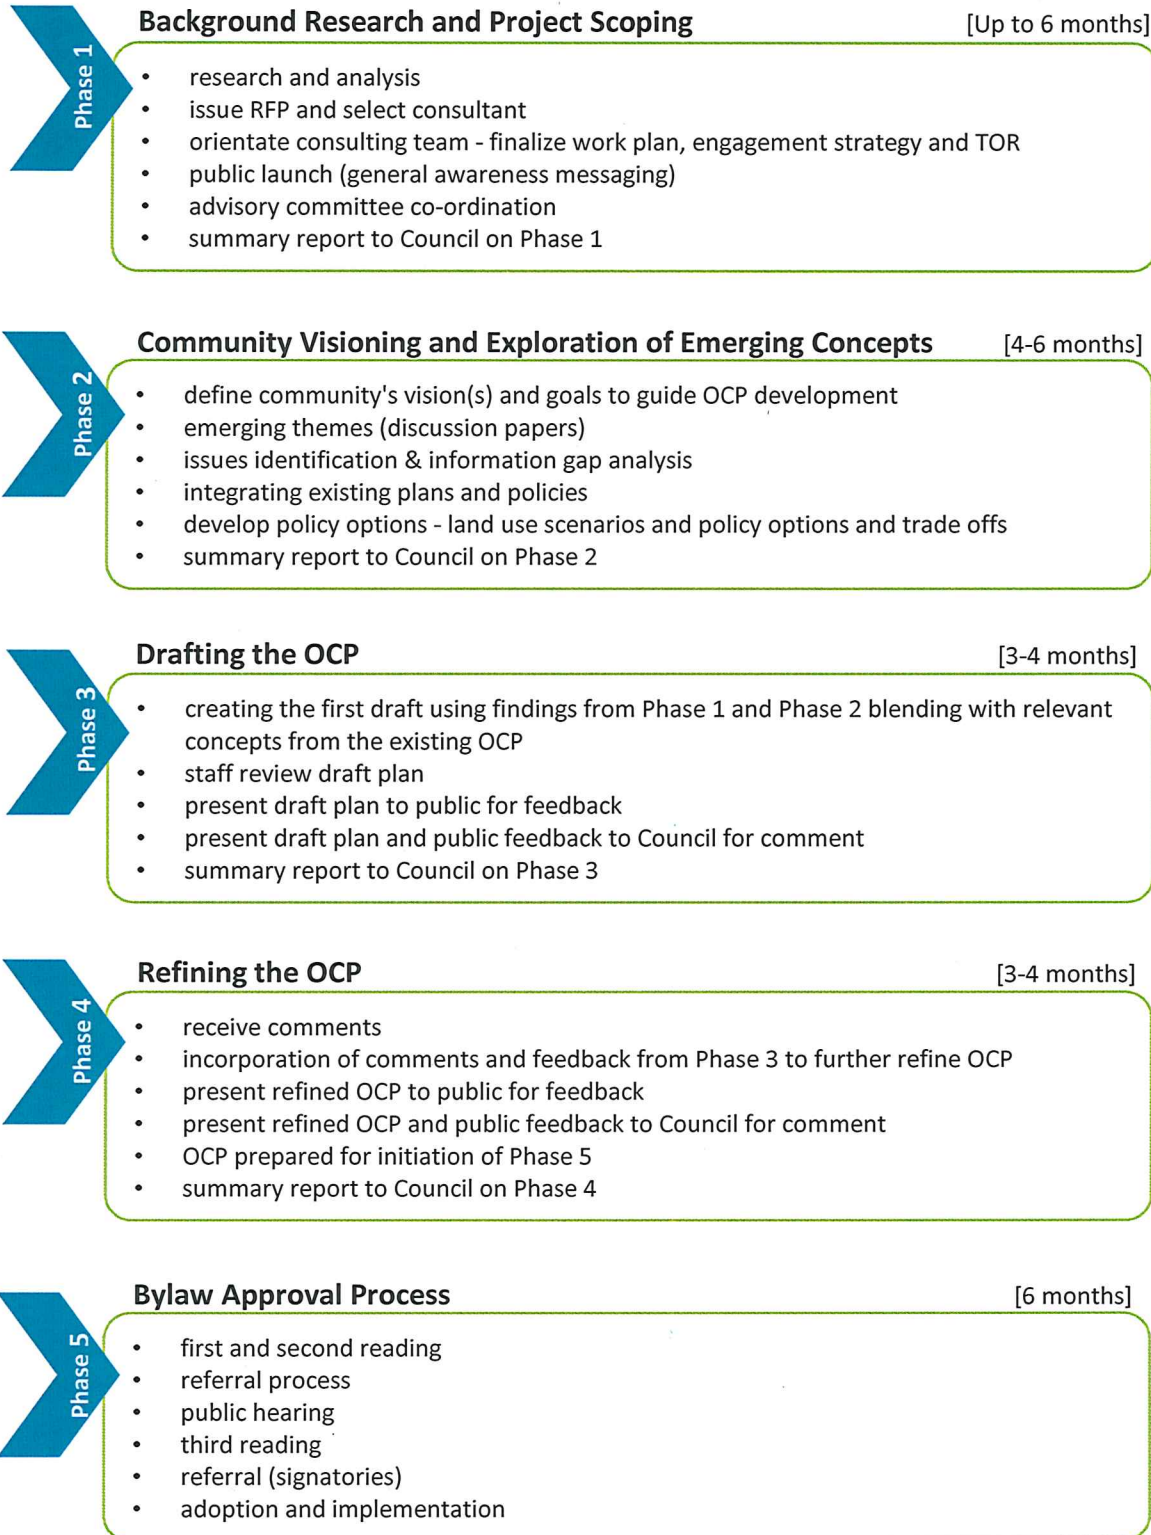 Phase 1
Background Research and Project Scoping [Up to 6 months]
• research and analysis
• issue RFP and select consultant
• orientate consulting team - finalize work plan, engagement strategy and TOR
• public launch (general awareness messaging)
• advisory committee co-ordination
• summary report to Council on Phase 1
Phase 2
Community Visioning and Exploration of Emerging Concepts [4-6 months]
• define community's vision(s) and goals to guide OCP development
• emerging themes (discussion papers)
• issues identification & information gap analysis
• integrating existing plans and policies
• develop policy options - land use scenarios and policy options and trade offs
• summary report to Council on Phase 2
Phase 3
Drafting the OCP [3-4 months]
• creating the first draft using findings from Phase 1 and Phase 2 blending with relevant
concepts from the existing OCP
• staff review draft plan
• present draft plan to public for feedback
• present draft plan and public feedback to Council for comment
• summary report to Council on Phase 3
Phase 4
Refining the OCP [3-4 months]
• receive comments
• incorporation of comments and feedback from Phase 3 to further refine OCP
• present refined OCP to public for feedback
• present refined OCP and public feedback to Council for comment
• OCP prepared for initiation of Phase 5
• summary report to Council on Phase 4
Phase 5
Bylaw Approval Process [6 months]
• first and second reading
• referral process
• public hearing
• third reading
• referral (signatories)
• adoption and implementation